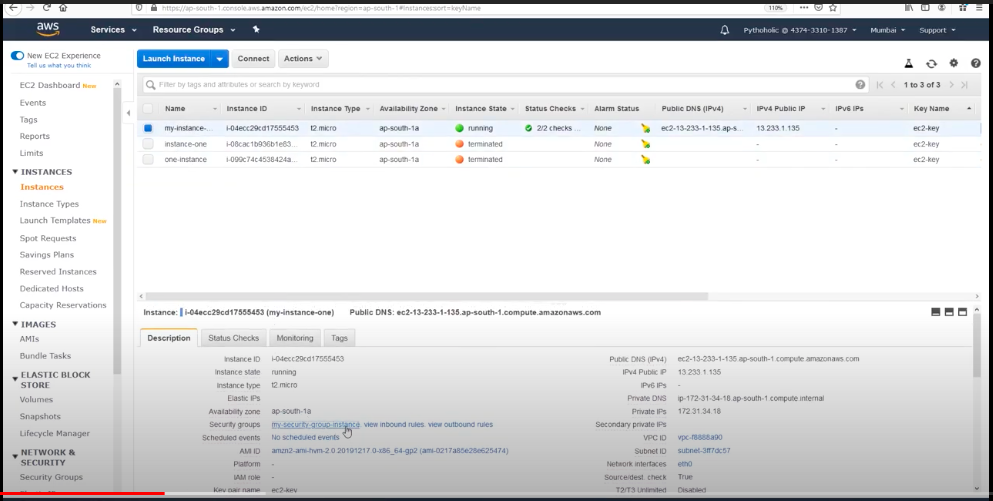 https://ap-south-1.console.aws.amazon.com/ec2/home?region=ap-south-1#Instances:sort=keyName
110%
aws
Services
Resource Groups
Pytholic @ 4374-3310-1387
Mumbai
Support
New EC2 Experience
Tell us what you think
EC2 Dashboard New
Events
Tags
Reports
Limits
INSTANCES
Instances
Instance Types
Launch Templates New
Spot Requests
Savings Plans
Reserved Instances
Dedicated Hosts
Capacity Reservations
IMAGES
AMIs
Bundle Tasks
ELASTIC BLOCK
STORE
Volumes
Snapshots
Lifecycle Manager
NETWORK &
SECURITY
Security Groups
Launch Instance
Connect
Actions
Filter by tags and attributes or search by keyword
1 to 3 of 3
Name Instance ID Instance Type Availability Zone Instance State Status Checks Alarm Status Public DNS (IPv4) IPv4 Public IP IPv6 IPs Key Name
my-instance-... i-04ecc29cd17555453 t2.micro ap-south-1a running 2/2 checks ... None ec2-13-233-1-135.ap-s... 13.233.1.135 - ec2-key
instance-one i-08cac1b936b1e63... t2.micro ap-south-1a terminated None - - ec2-key
one-instance i-099c74c4538424a... t2.micro ap-south-1a terminated None - - ec2-key
Instance: i-04ecc29cd17555453 (my-instance-one) Public DNS: ec2-13-233-1-135.ap-south-1.compute.amazonaws.com
Description Status Checks Monitoring Tags
Instance ID i-04ecc29cd17555453
Instance state running
Instance type t2.micro
Elastic IPs
Availability zone ap-south-1a
Security groups my-security-group-instance. view inbound rules. view outbound rules
Scheduled events No scheduled events
AMI ID amzn2-ami-hvm-2.0.20191217.0-x86_64-gp2 (ami-0217a85e28e625474)
Platform -
IAM role -
Key pair name ec2-key
Public DNS (IPv4) ec2-13-233-1-135.ap-south-1.compute.amazonaws.com
IPv4 Public IP 13.233.1.135
IPv6 IPs -
Private DNS ip-172-31-34-18.ap-south-1.compute.internal
Private IPs 172.31.34.18
Secondary private IPs
VPC ID vpc-f8888a90
Subnet ID subnet-3ff7dc57
Network interfaces eth0
Source/dest. check True
T2/T3 Unlimited Disabled